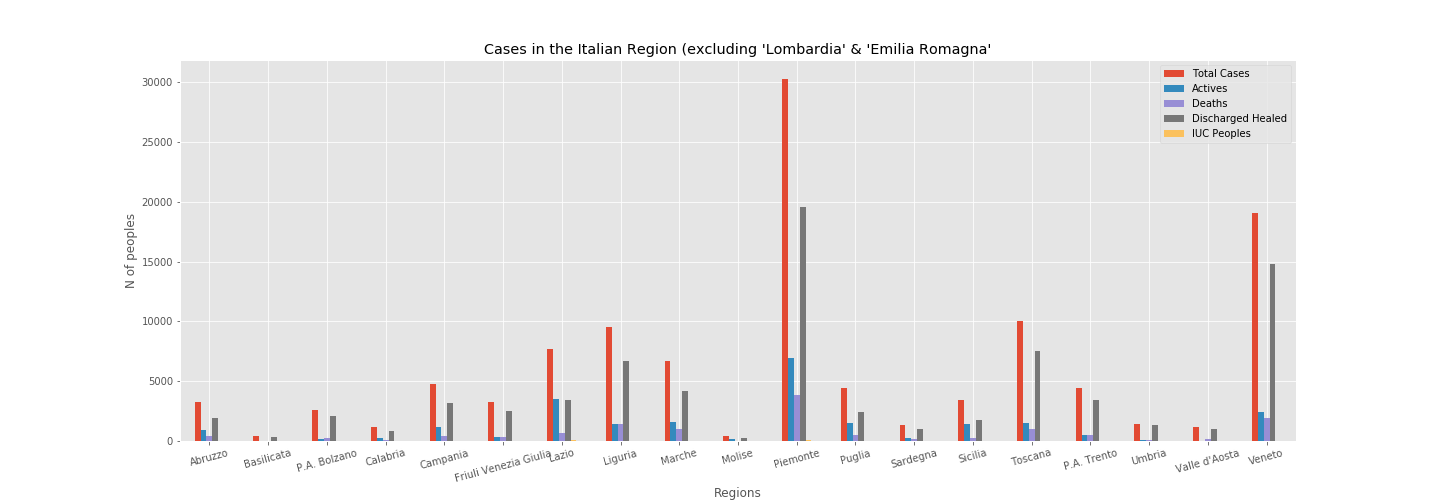 Cases in the Italian Region (excluding 'Lombardia' & 'Emilia Romagna'
Total Cases
Actives
Deaths
Discharged Healed
IUC Peoples
30000
25000
20000
15000
10000
5000
0
N of peoples
Abruzzo
Basilicata
P.A. Bolzano
Calabria
Campania
Friuli Venezia Giulia
Lazio
Liguria
Marche
Molise
Piemonte
Puglia
Sardegna
Sicilia
Toscana
P.A. Trento
Umbria
Valle d'Aosta
Veneto
Regions